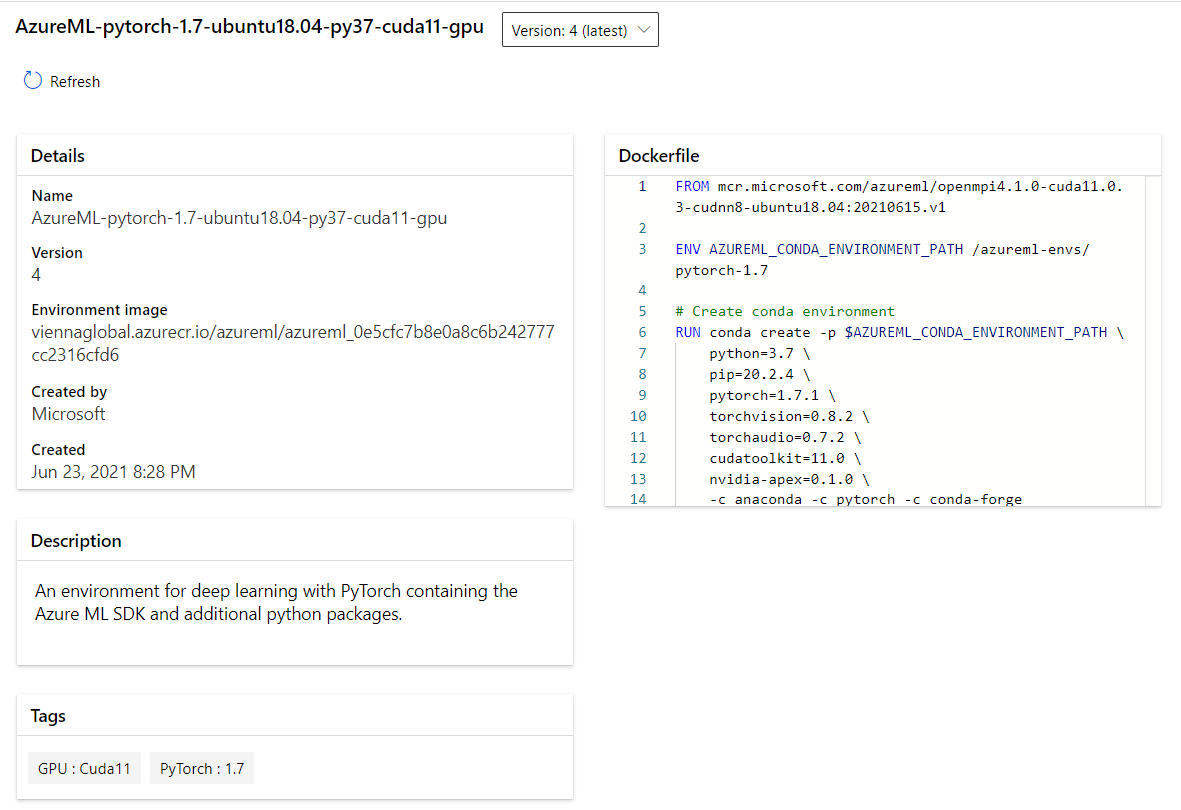 AzureML-pytorch-1.7-ubuntu18.04-py37-cuda11-gpu
Version: 4 (latest)
Refresh
Details
Name
AzureML-pytorch-1.7-ubuntu18.04-py37-cuda11-gpu
Version
4
Environment image
viennaglobal.azurecr.io/azureml/azureml_0e5cfc7b8e0a8c6b242777
cc2316cfd6
Created by
Microsoft
Created
Jun 23, 2021 8:28 PM
Description
An environment for deep learning with PyTorch containing the
Azure ML SDK and additional python packages.
Tags
GPU : Cuda11
PyTorch : 1.7
Dockerfile
1 FROM mcr.microsoft.com/azureml/openmpi4.1.0-cuda11.0.
3-cudnn8-ubuntu18.04:20210615.v1
2
3 ENV AZUREML_CONDA_ENVIRONMENT_PATH /azureml-envs/
pytorch-1.7
4
5 # Create conda environment
6 RUN conda create -p $AZUREML_CONDA_ENVIRONMENT_PATH \
7 python=3.7 \
8 pip=20.2.4 \
9 pytorch=1.7.1 \
10 torchvision=0.8.2 \
11 torchaudio=0.7.2 \
12 cudatoolkit=11.0 \
13 nvidia-apex=0.1.0 \
14 -c anaconda -c pytorch -c conda-forge